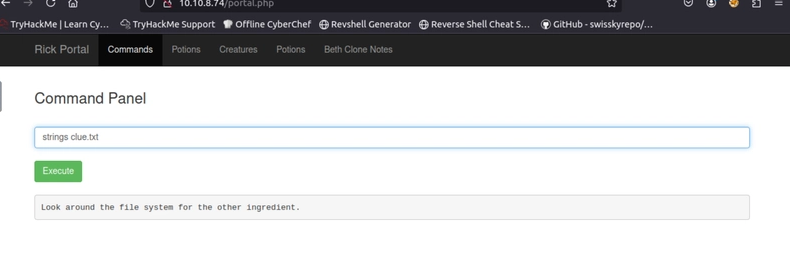 10.10.8.74/portal.php
TryHackMe | Learn Cy… TryHackMe Support Offline CyberChef Revshell Generator Reverse Shell Cheat S… GitHub - swisskyrepo/…
Rick Portal Commands Potions Creatures Potions Beth Clone Notes
Command Panel
strings clue.txt
Execute
Look around the file system for the other ingredient.